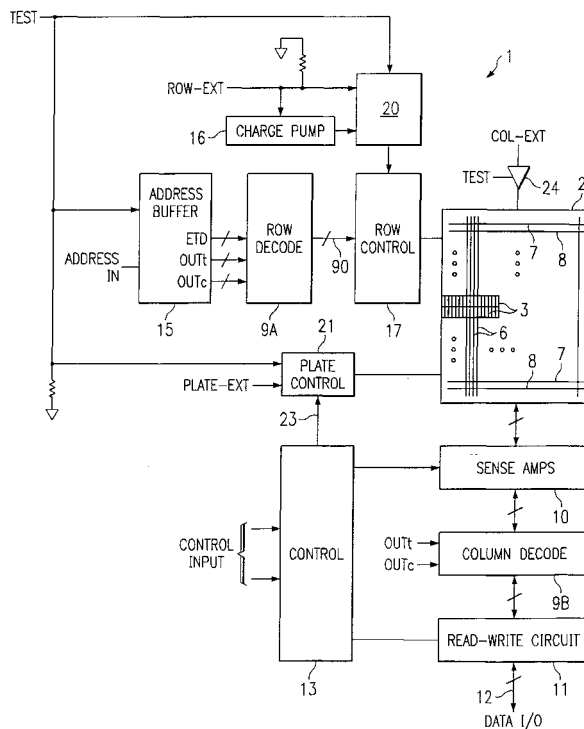 TEST
1
ROW-EXT
20
16
CHARGE PUMP
COL-EXT
TEST
24
2
ADDRESS
BUFFER
ETD
OUTt
OUTc
ADDRESS
IN
15
ROW
DECODE
9A
90
ROW
CONTROL
17
7
8
3
6
7
8
21
PLATE
CONTROL
PLATE-EXT
23
SENSE AMPS
10
CONTROL
INPUT
CONTROL
13
OUTt
OUTc
COLUMN DECODE
9B
READ-WRITE CIRCUIT
11
12
DATA I/O